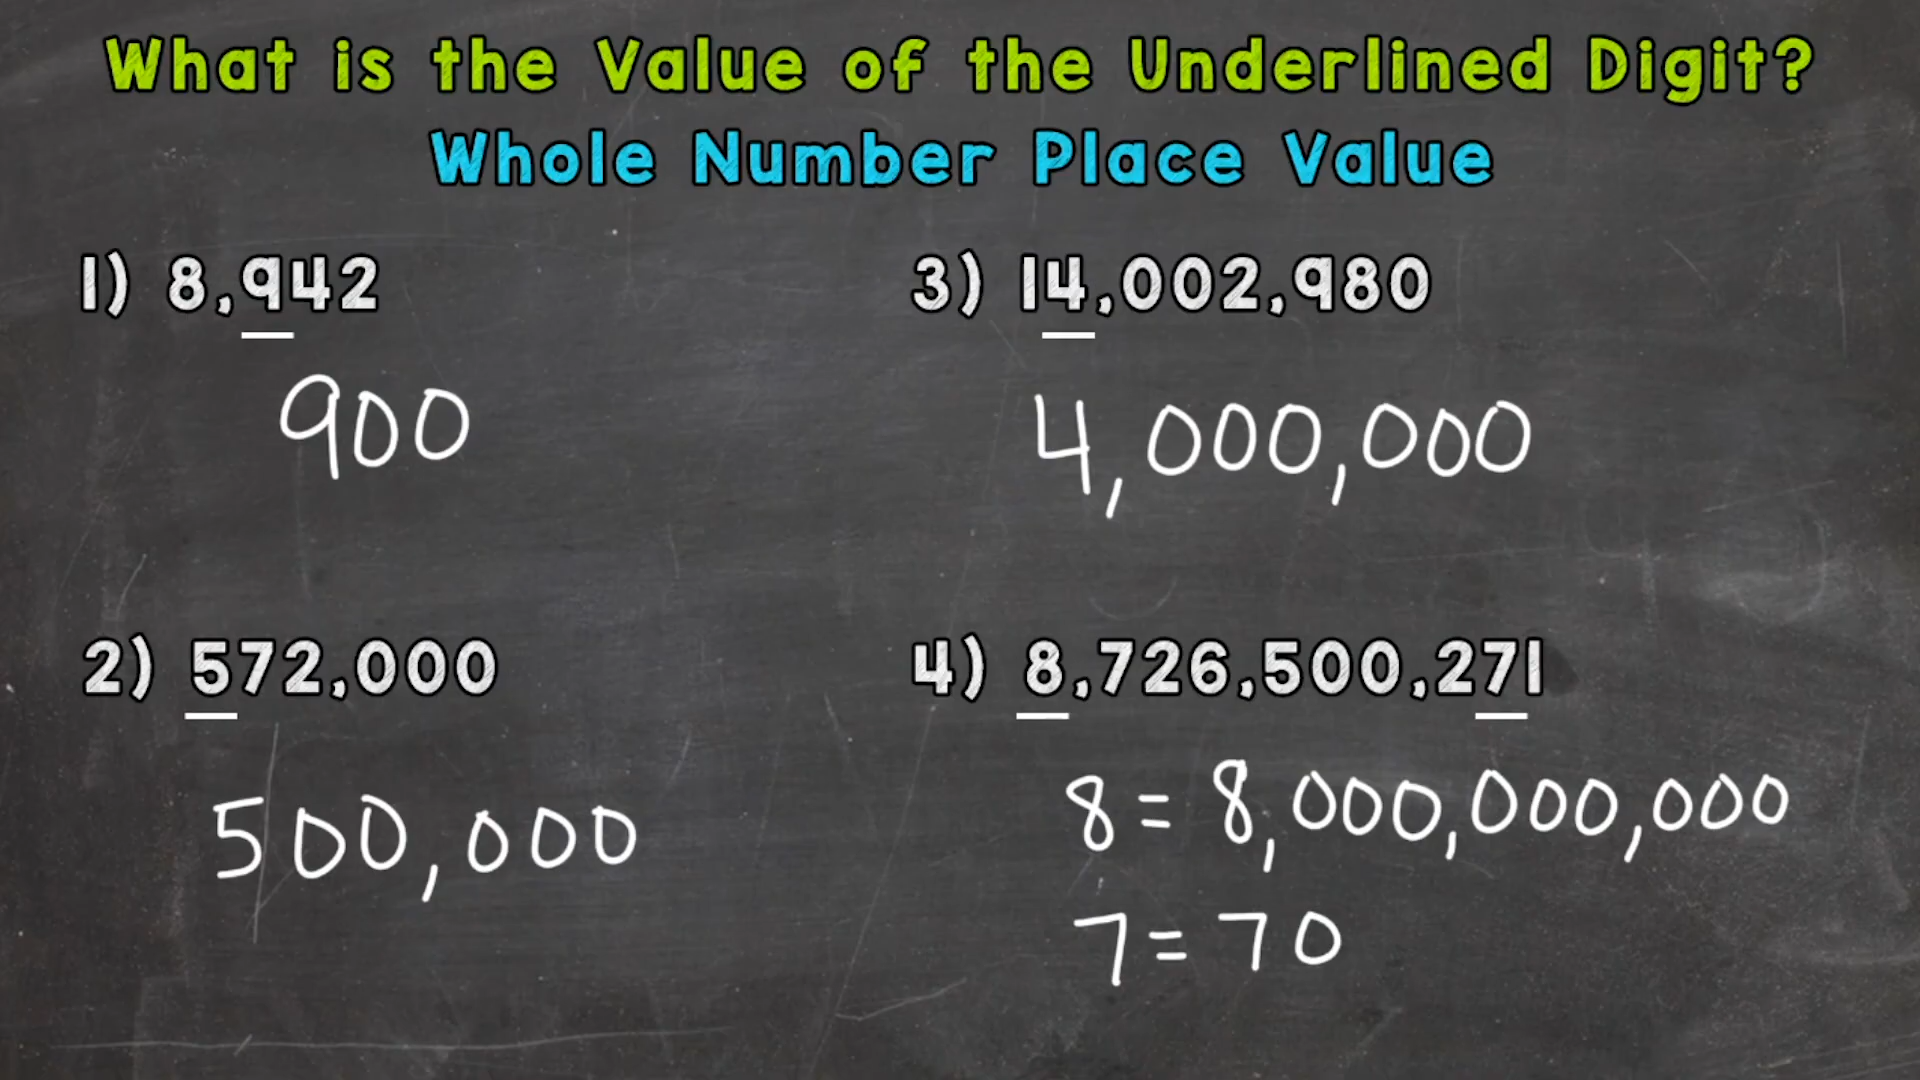 What is the Value of the Underlined Digit?
Whole Number Place Value
1) 8,942
900
2) 572,000
500,000
3) 14,002,980
4,000,000
4) 8,726,500,271
8 = 8,000,000,000
7 = 70